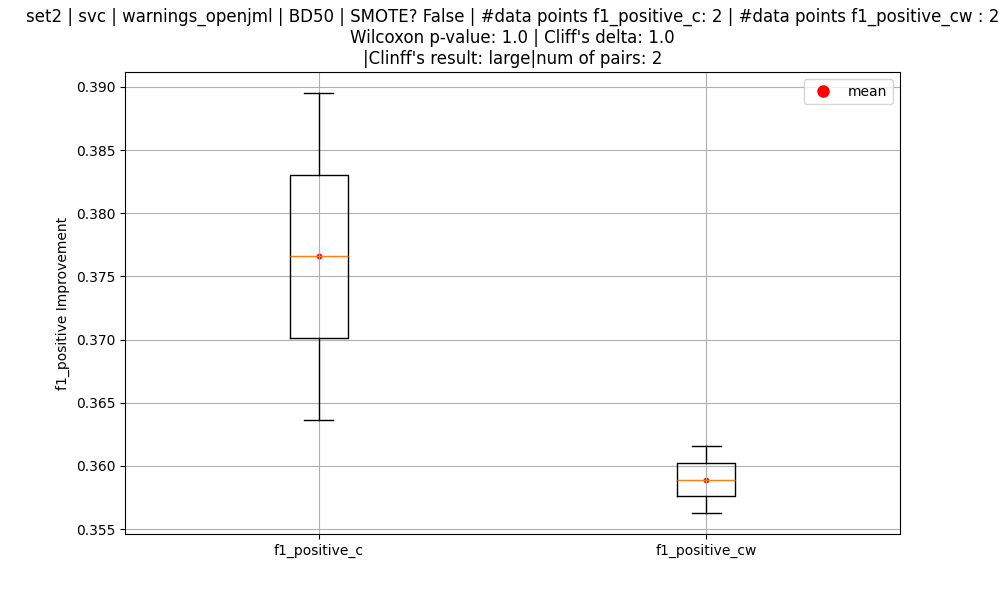 set2 | svc | warnings_openjml | BD50 | SMOTE? False | #data points f1_positive_c: 2 | #data points f1_positive_cw : 2
Wilcoxon p-value: 1.0 | Cliff's delta: 1.0
|Clinff's result: large|num of pairs: 2
mean
f1_positive Improvement
0.390
0.385
0.380
0.375
0.370
0.365
0.360
0.355
f1_positive_c
f1_positive_cw